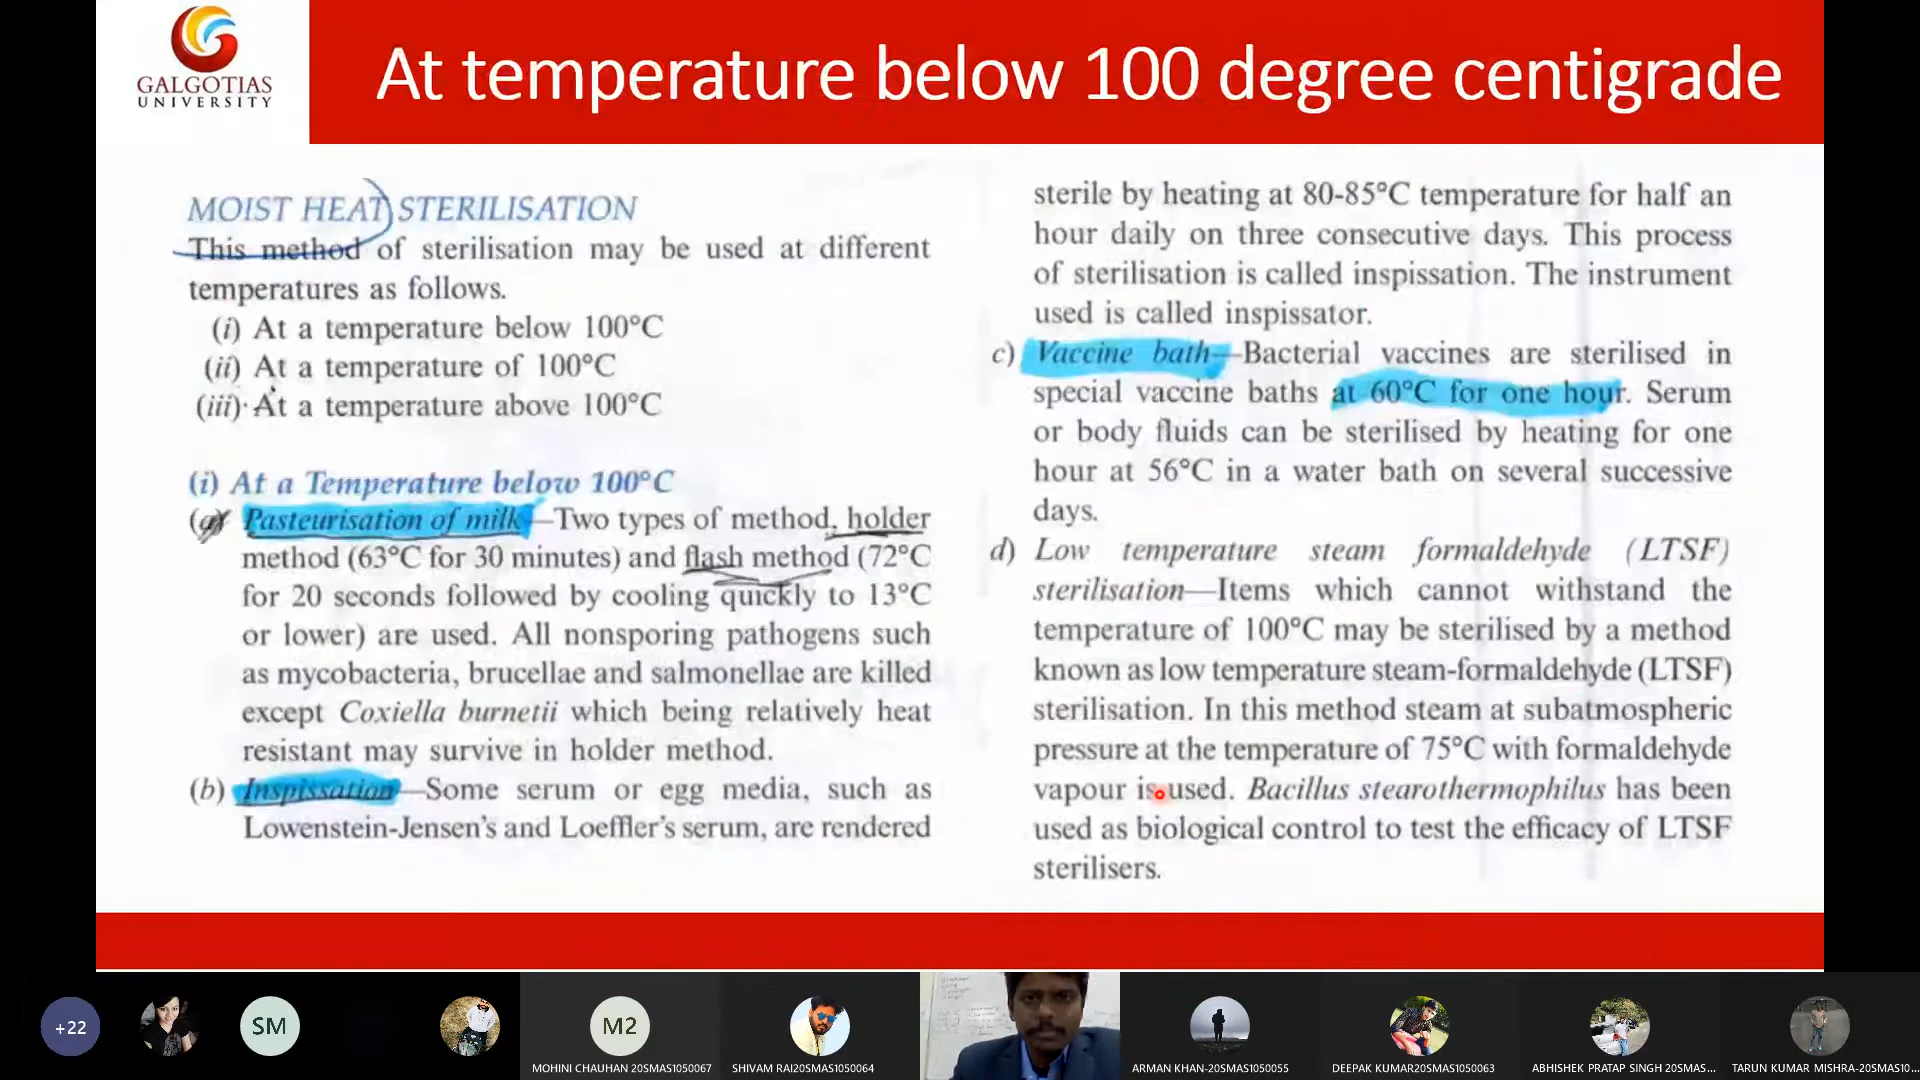 GALGOTIAS
UNIVERSITY
At temperature below 100 degree centigrade
MOIST HEAT STERILISATION
This method of sterilisation may be used at different
temperatures as follows.
(i) At a temperature below 100°C
(ii) At a temperature of 100°C
(iii) At a temperature above 100°C
(i) At a Temperature below 100°C
(a) Pasteurisation of milk—Two types of method, holder
method (63°C for 30 minutes) and flash method (72°C
for 20 seconds followed by cooling quickly to 13°C
or lower) are used. All nonsporing pathogens such
as mycobacteria, brucellae and salmonellae are killed
except Coxiella burnetii which being relatively heat
resistant may survive in holder method.
(b) Inspissation—Some serum or egg media, such as
Lowenstein-Jensen's and Loeffler's serum, are rendered
sterile by heating at 80-85°C temperature for half an
hour daily on three consecutive days. This process
of sterilisation is called inspissation. The instrument
used is called inspissator.
c) Vaccine bath—Bacterial vaccines are sterilised in
special vaccine baths at 60°C for one hour. Serum
or body fluids can be sterilised by heating for one
hour at 56°C in a water bath on several successive
days.
d) Low temperature steam formaldehyde (LTSF)
sterilisation—Items which cannot withstand the
temperature of 100°C may be sterilised by a method
known as low temperature steam-formaldehyde (LTSF)
sterilisation. In this method steam at subatmospheric
pressure at the temperature of 75°C with formaldehyde
vapour is used. Bacillus stearothermophilus has been
used as biological control to test the efficacy of LTSF
sterilisers.
+22
SM
M2
MOHINI CHAUHAN 20SMAS1050067
SHIVAM RAI20SMAS1050064
ARMAN KHAN-20SMAS1050055
DEEPAK KUMAR20SMAS1050063
ABHISHEK PRATAP SINGH 20SMAS...
TARUN KUMAR MISHRA-20SMAS10...